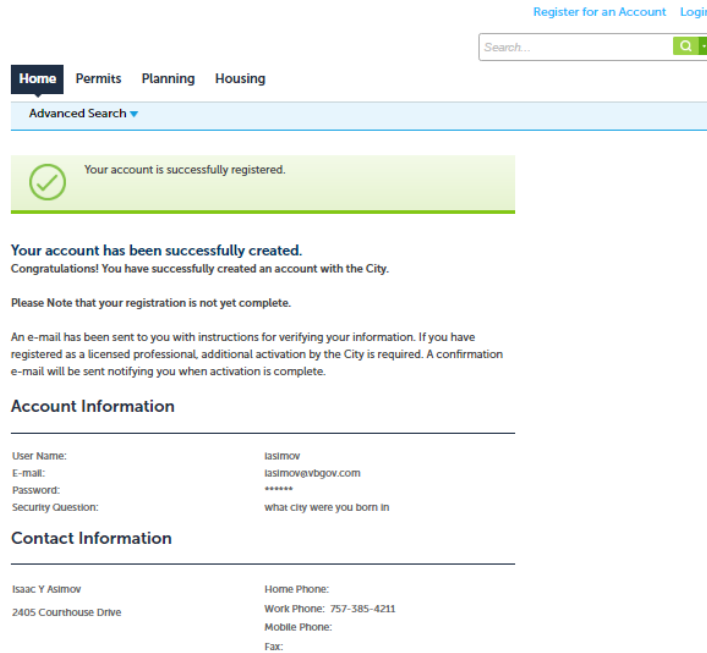 Register for an Account Login
Search...
Home Permits Planning Housing
Advanced Search
Your account is successfully registered.
Your account has been successfully created.
Congratulations! You have successfully created an account with the City.
Please Note that your registration is not yet complete.
An e-mail has been sent to you with instructions for verifying your information. If you have
registered as a licensed professional, additional activation by the City is required. A confirmation
e-mail will be sent notifying you when activation is complete.
Account Information
User Name: iasimov
E-mail: iasimov@vbgov.com
Password: ******
Security Question: what city were you born in
Contact Information
Isaac Y Asimov Home Phone:
2405 Courthouse Drive Work Phone: 757-385-4211
Mobile Phone:
Fax: